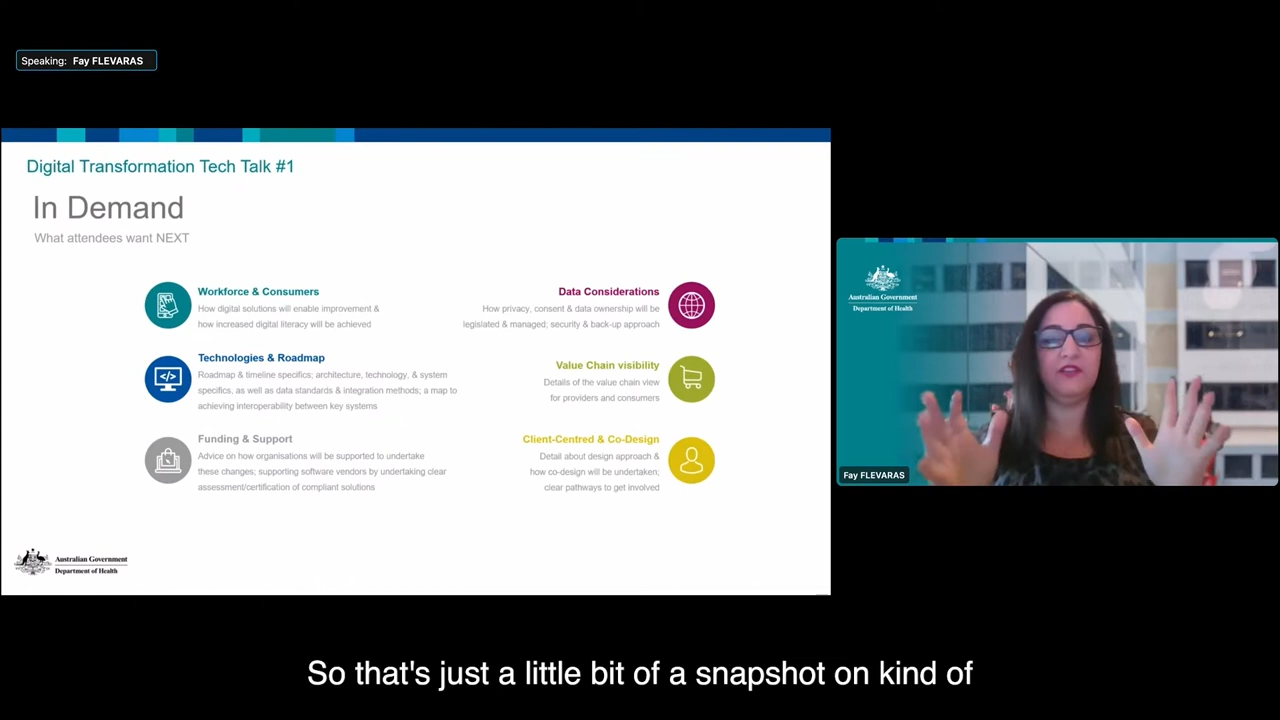 Speaking: Fay FLEVARAS
Digital Transformation Tech Talk #1
In Demand
What attendees want NEXT
Workforce & Consumers
How digital solutions will enable improvement &
how increased digital literacy will be achieved
Technologies & Roadmap
Roadmap & timeline specifics; architecture, technology, & system
specifics, as well as data standards & integration methods; a map to
achieving interoperability between key systems
Funding & Support
Advice on how organisations will be supported to undertake
these changes; supporting software vendors by undertaking clear
assessment/certification of compliant solutions
Data Considerations
How privacy, consent & data ownership will be
legislated & managed; security & back-up approach
Value Chain visibility
Details of the value chain view
for providers and consumers
Client-Centred & Co-Design
Detail about design approach &
how co-design will be undertaken;
clear pathways to get involved
Australian Government
Department of Health
Australian Government
Department of Health
Fay FLEVARAS
So that's just a little bit of a snapshot on kind of